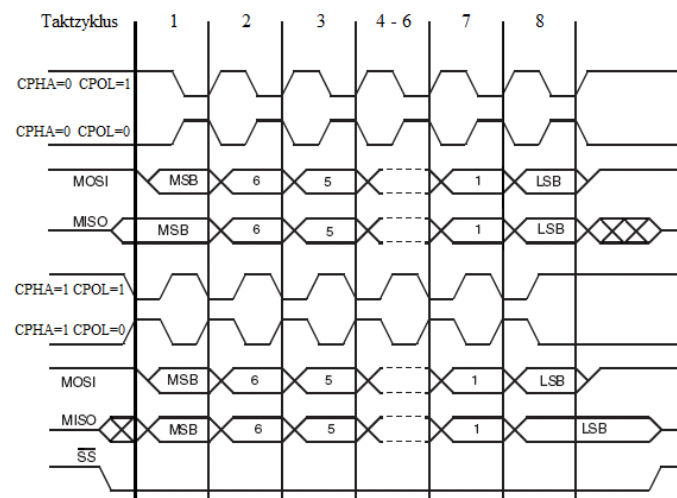 Taktzyklus 1 2 3 4 - 6 7 8
CPHA=0 CPOL=1
CPHA=0 CPOL=0
MOSI MSB 6 5 1 LSB
MISO MSB 6 5 1 LSB
CPHA=1 CPOL=1
CPHA=1 CPOL=0
MOSI MSB 6 5 1 LSB
MISO MSB 6 5 1 LSB
SS